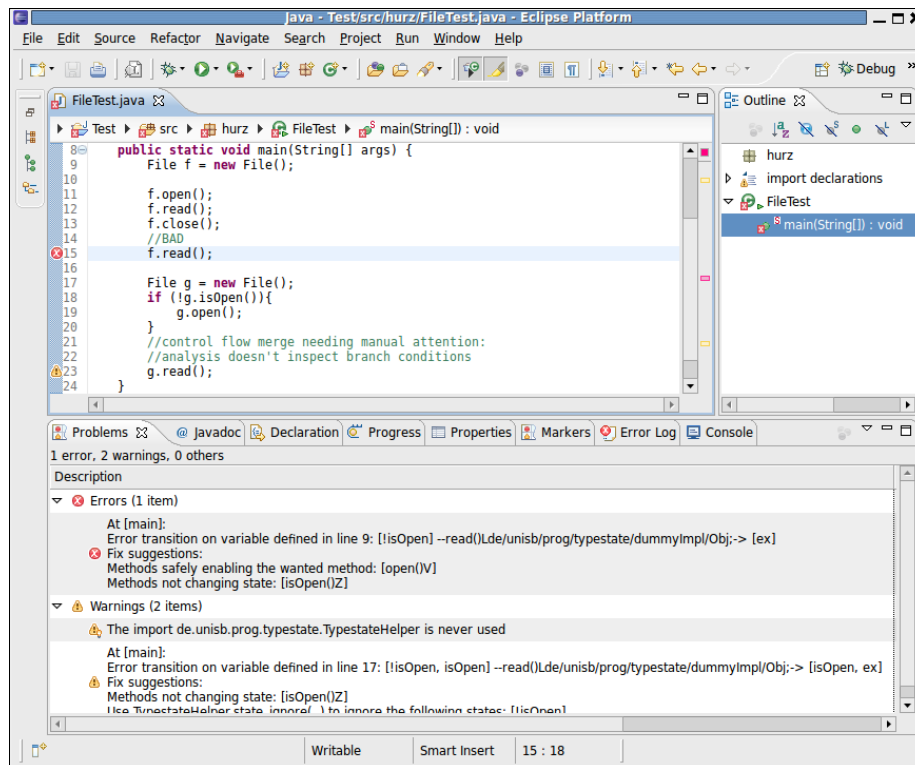 Java - Test/src/hurz/FileTest.java - Eclipse Platform
File Edit Source Refactor Navigate Search Project Run Window Help
Debug
FileTest.java
Test src hurz FileTest main(String[]) : void
8 public static void main(String[] args) {
9 File f = new File();
10
11 f.open();
12 f.read();
13 f.close();
14 //BAD
15 f.read();
16
17 File g = new File();
18 if (!g.isOpen()){
19 g.open();
20 }
21 //control flow merge needing manual attention:
22 //analysis doesn't inspect branch conditions
23 g.read();
24 }
Outline
hurz
import declarations
FileTest
main(String[]) : void
Problems @ Javadoc Declaration Progress Properties Markers Error Log Console
1 error, 2 warnings, 0 others
Description
Errors (1 item)
At [main]:
Error transition on variable defined in line 9: [!isOpen] --read()Lde/unisb/prog/typestate/dummyImpl/Obj;-> [ex]
Fix suggestions:
Methods safely enabling the wanted method: [open()V]
Methods not changing state: [isOpen()Z]
Warnings (2 items)
The import de.unisb.prog.typestate.TypestateHelper is never used
At [main]:
Error transition on variable defined in line 17: [!isOpen, isOpen] --read()Lde/unisb/prog/typestate/dummyImpl/Obj;-> [isOpen, ex]
Fix suggestions:
Methods not changing state: [isOpen()Z]
Use TypestateHelper.state_ignore(..) to ignore the following states: [!isOpen]
Writable Smart Insert 15 : 18